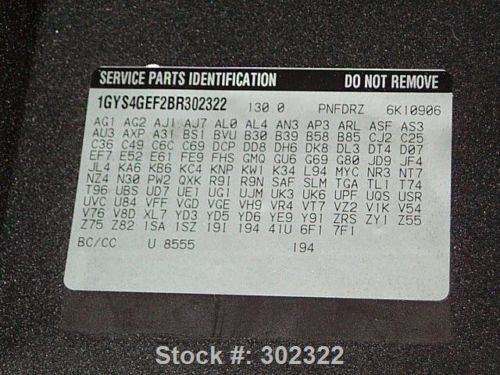 SERVICE PARTS IDENTIFICATION DO NOT REMOVE
1GYS4GEF2BR302322 130 0 PNFDRZ 6K10906
AG1 AG2 AJ1 AJ7 AL0 AL4 AN3 AP3 ARL ASF AS3
AU3 AXP A31 BS1 BVU B30 B39 B58 B85 CJ2 C25
C36 C49 C6C C69 DCP DD8 DH6 DK8 DL3 DT4 D07
EF7 E52 E61 FE9 FHS GMQ GU6 G69 G80 JD9 JF4
JL4 KA6 KB6 KC4 KNP KW1 K34 L94 MYC NR3 NT7
NZ4 N30 PW2 QXK R9I R9N SAF SLM TGA TL1 T74
T96 UBS UD7 UE1 UG1 UJM UK3 UK6 UPF UQS USR
UVC U84 VFF VGD VGE VH9 VR4 VT7 VZ2 V1K V54
V76 V8D XL7 YD3 YD5 YD6 YE9 Y91 ZRS ZY1 Z55
Z75 Z82 1SA 1SZ 19I 194 41U 6F1 7F1
BC/CC U 8555 194
Stock #: 302322